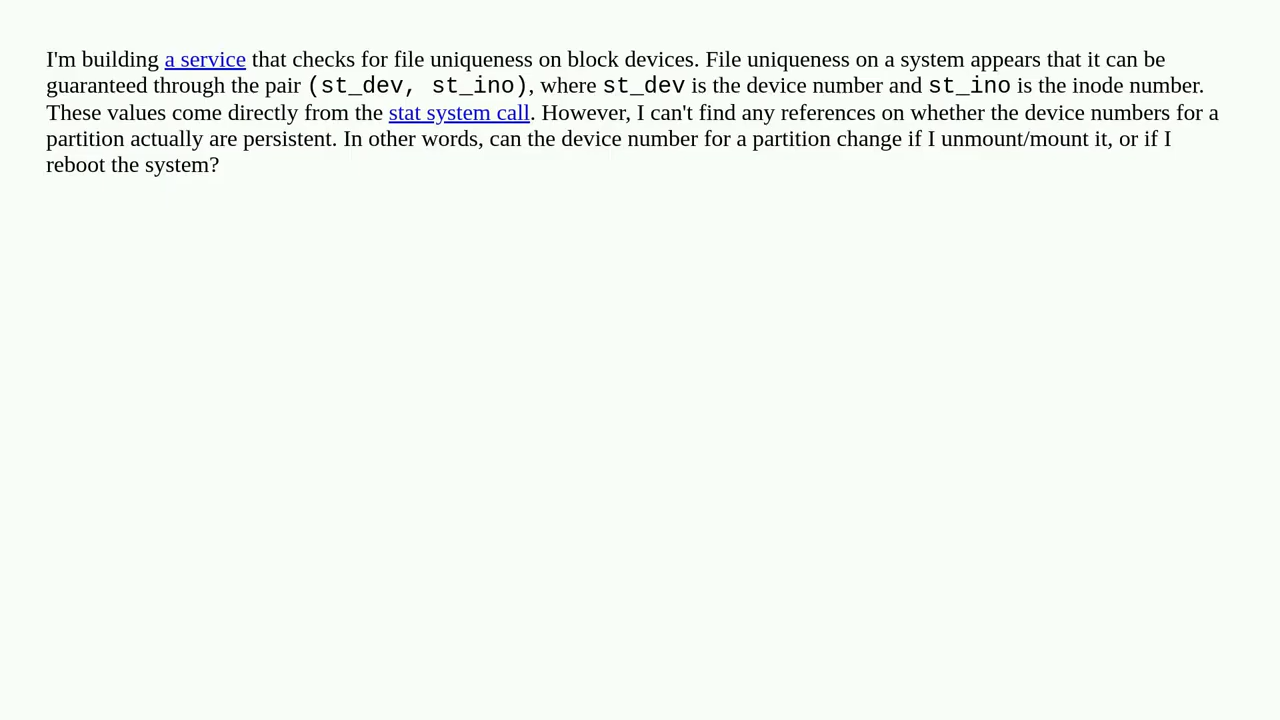 I'm building a service that checks for file uniqueness on block devices. File uniqueness on a system appears that it can be
guaranteed through the pair (st_dev, st_ino), where st_dev is the device number and st_ino is the inode number.
These values come directly from the stat system call. However, I can't find any references on whether the device numbers for a
partition actually are persistent. In other words, can the device number for a partition change if I unmount/mount it, or if I
reboot the system?